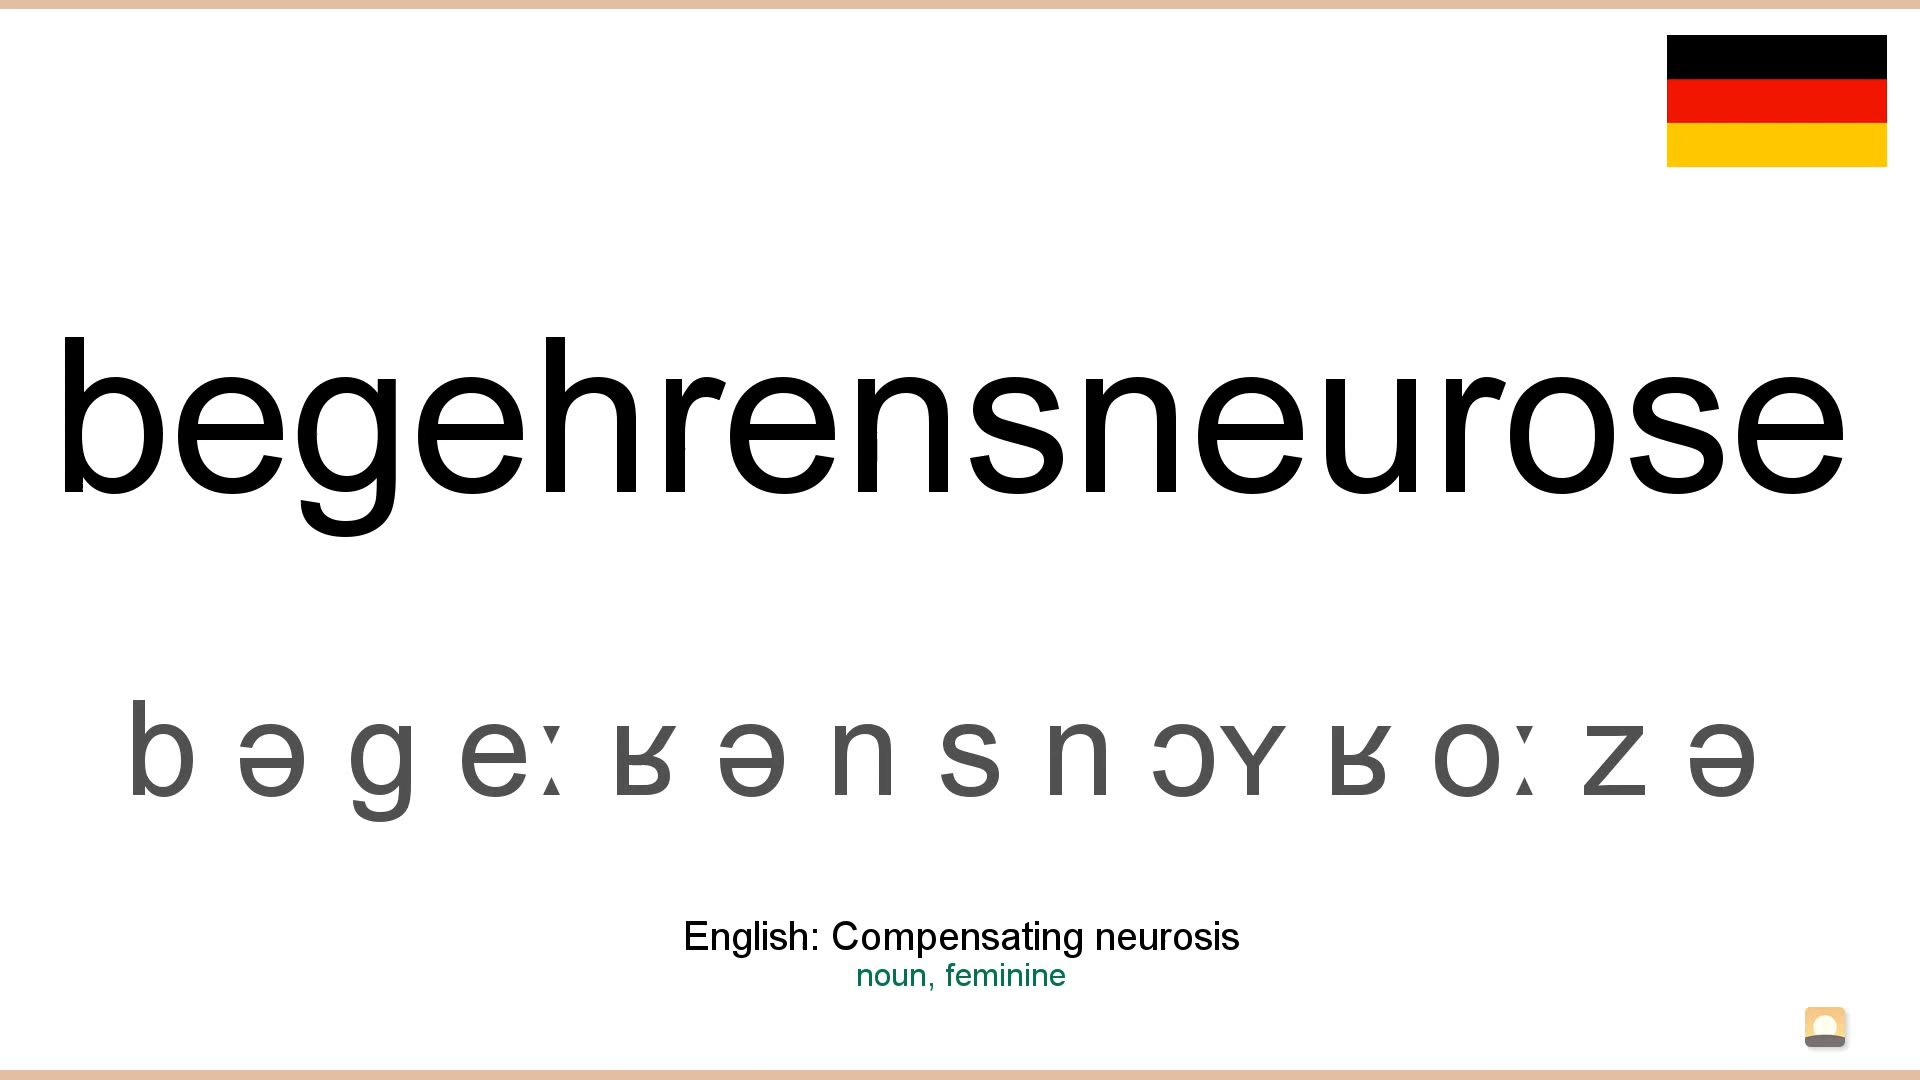 begehrensneurose
b ə g eː ʁ ə n s n ɔʏ ʁ oː z ə
English: Compensating neurosis
noun, feminine